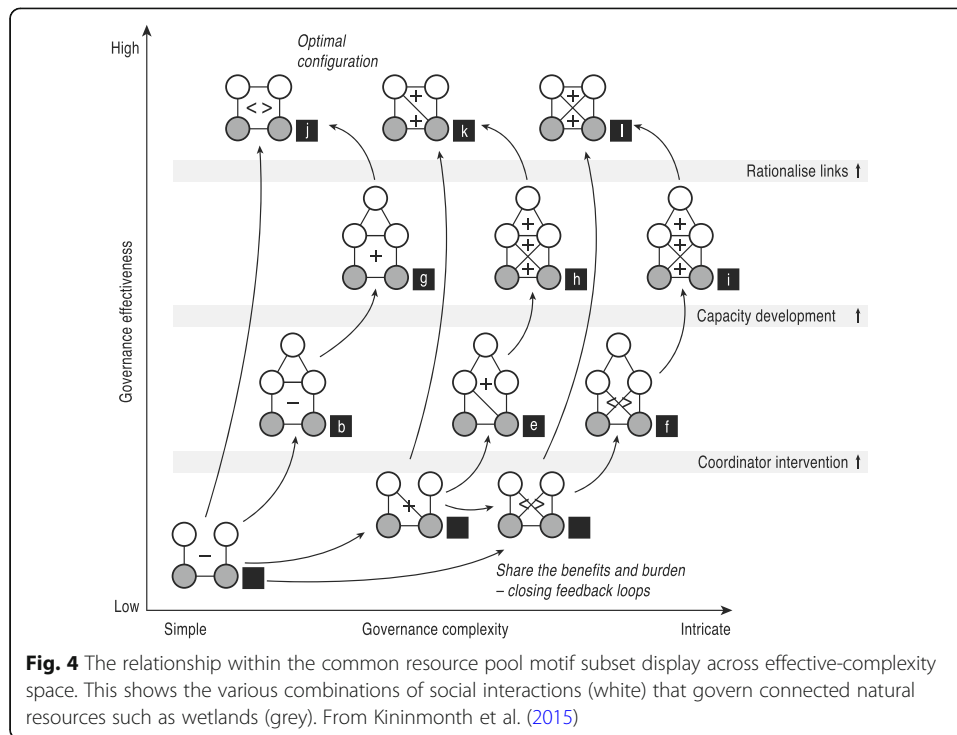 High
Optimal
configuration
< >
+
+
+
+
j
k
l
Rationalise links ↑
+
+
+
+
+
+
+
g
h
i
Capacity development ↑
Governance effectiveness
−
+
< >
b
e
f
Coordinator intervention ↑
+
< >
−
Share the benefits and burden
– closing feedback loops
Low
Simple
Governance complexity
Intricate
Fig. 4 The relationship within the common resource pool motif subset display across effective-complexity
space. This shows the various combinations of social interactions (white) that govern connected natural
resources such as wetlands (grey). From Kininmonth et al. (2015)